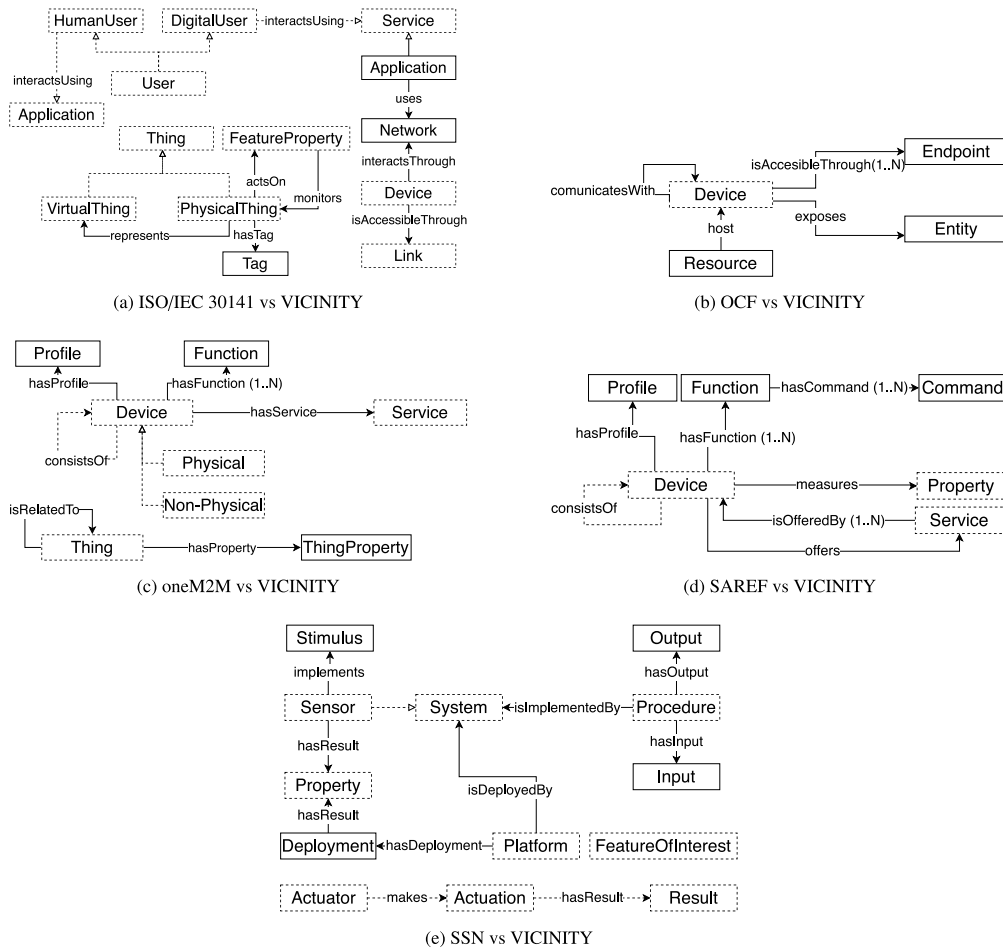 HumanUser
DigitalUser
interactsUsing
Service
interactsUsing
User
Application
Application
uses
Network
Thing
FeatureProperty
interactsThrough
actsOn
monitors
Device
VirtualThing
PhysicalThing
isAccessibleThrough
represents
hasTag
Tag
Link
(a) ISO/IEC 30141 vs VICINITY
Endpoint
isAccesibleThrough(1..N)
comunicatesWith
Device
host
exposes
Entity
Resource
(b) OCF vs VICINITY
Profile
Function
hasProfile
hasFunction (1..N)
Device
hasService
Service
consistsOf
Physical
Non-Physical
isRelatedTo
Thing
hasProperty
ThingProperty
(c) oneM2M vs VICINITY
Profile
Function
hasCommand (1..N)
Command
hasProfile
hasFunction (1..N)
Device
measures
Property
consistsOf
isOfferedBy (1..N)
Service
offers
(d) SAREF vs VICINITY
Stimulus
Output
implements
hasOutput
Sensor
System
isImplementedBy
Procedure
hasResult
hasInput
Property
Input
isDeployedBy
hasResult
Deployment
hasDeployment
Platform
FeatureOfInterest
Actuator
makes
Actuation
hasResult
Result
(e) SSN vs VICINITY